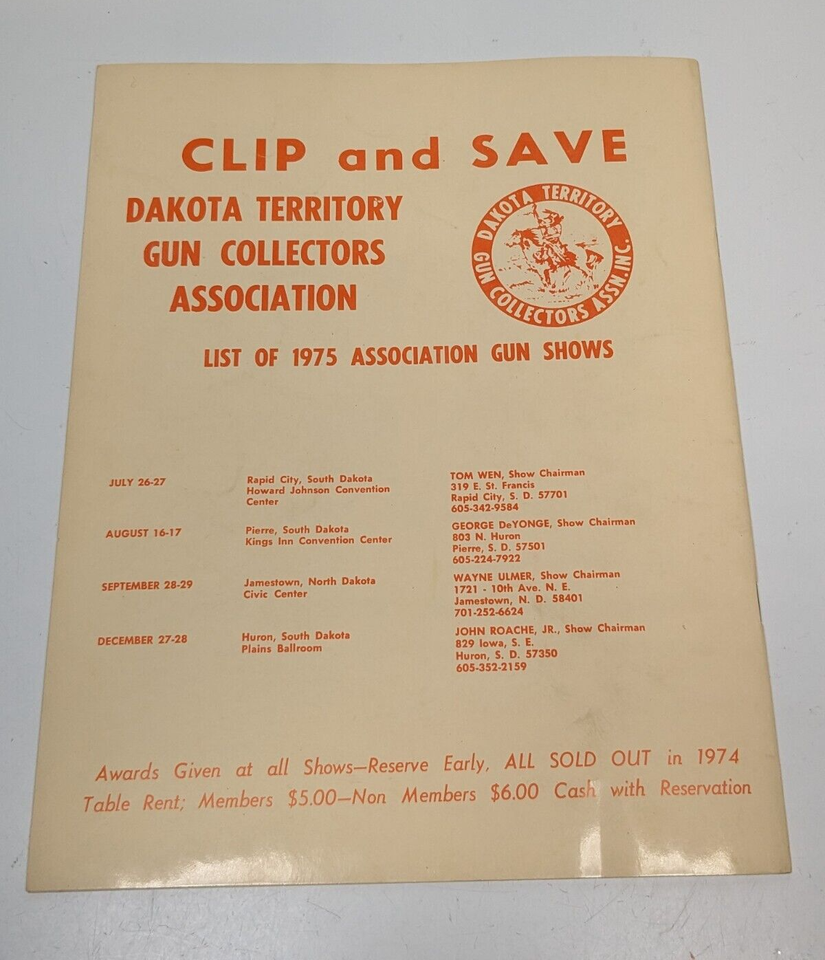 CLIP and SAVE
DAKOTA TERRITORY
GUN COLLECTORS
ASSOCIATION
DAKOTA TERRITORY
GUN COLLECTORS ASSN. INC.
LIST OF 1975 ASSOCIATION GUN SHOWS
JULY 26-27
Rapid City, South Dakota
Howard Johnson Convention
Center
TOM WEN, Show Chairman
319 E. St. Francis
Rapid City, S. D. 57701
605-342-9584
AUGUST 16-17
Pierre, South Dakota
Kings Inn Convention Center
GEORGE DeYONGE, Show Chairman
803 N. Huron
Pierre, S. D. 57501
605-224-7922
SEPTEMBER 28-29
Jamestown, North Dakota
Civic Center
WAYNE ULMER, Show Chairman
1721 - 10th Ave. N. E.
Jamestown, N. D. 58401
701-252-6624
DECEMBER 27-28
Huron, South Dakota
Plains Ballroom
JOHN ROACHE, JR., Show Chairman
829 Iowa, S. E.
Huron, S. D. 57350
605-352-2159
Awards Given at all Shows—Reserve Early, ALL SOLD OUT in 1974
Table Rent; Members $5.00—Non Members $6.00 Cash with Reservation